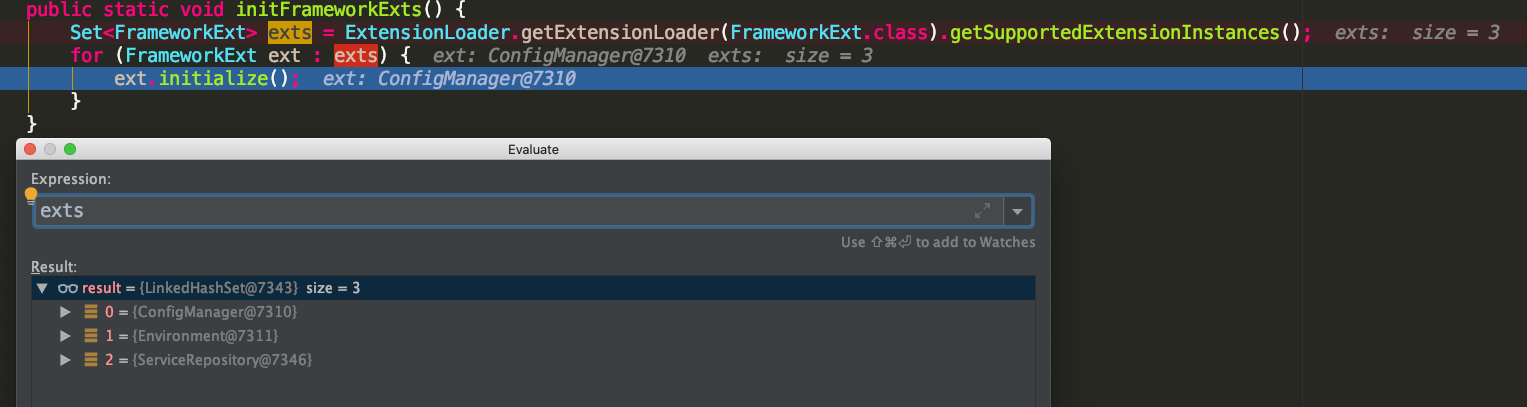 public static void initFrameworkExts() {
Set<FrameworkExt> exts = ExtensionLoader.getExtensionLoader(FrameworkExt.class).getSupportedExtensionInstances();  exts:  size = 3
for (FrameworkExt ext : exts) {  ext: ConfigManager@7310  exts:  size = 3
ext.initialize();  ext: ConfigManager@7310
}
}
Evaluate
Expression:
exts
Use ⇧⌘⏎ to add to Watches
Result:
result = {LinkedHashSet@7343}  size = 3
0 = {ConfigManager@7310}
1 = {Environment@7311}
2 = {ServiceRepository@7346}